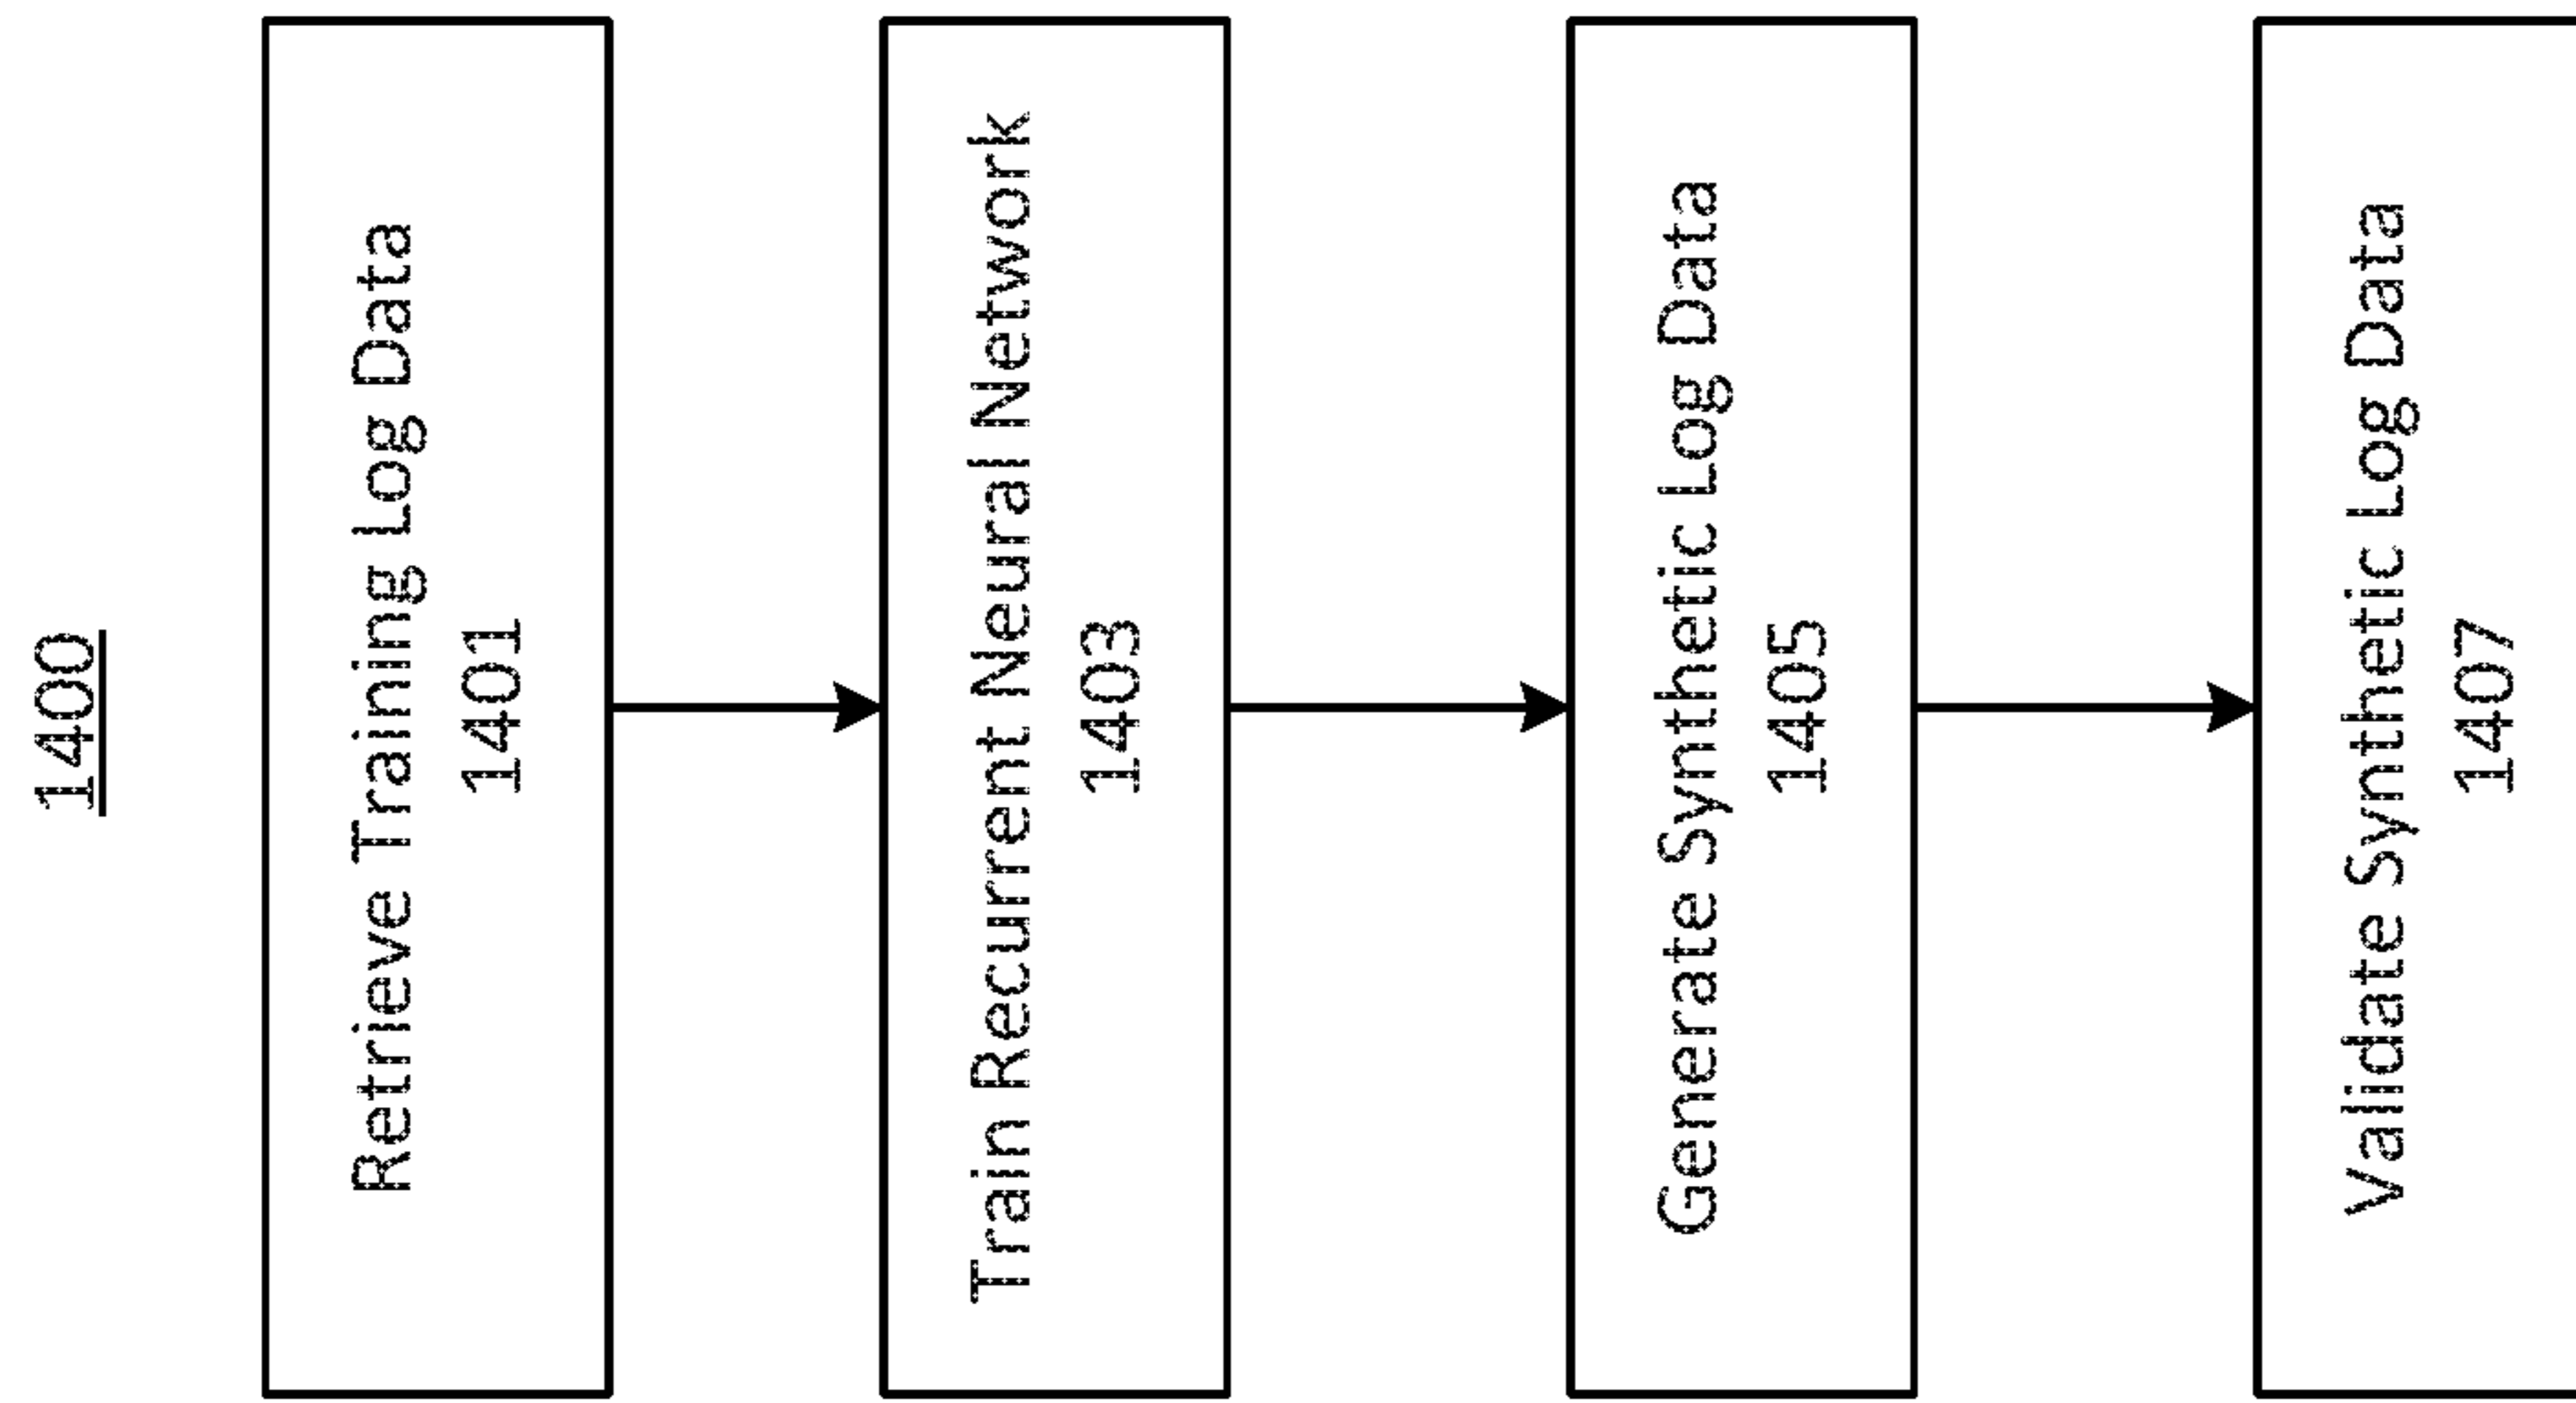 1400
Retrieve Training Log Data
1401
Train Recurrent Neural Network
1403
Generate Synthetic Log Data
1405
Validate Synthetic Log Data
1407